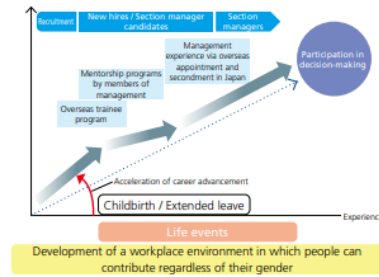 Recruitment
New hires / Section manager
candidates
Section
managers
Management
experience via overseas
appointment and
secondment in Japan
Participation in
decision-making
Mentorship programs
by members of
management
Overseas trainee
program
Acceleration of career advancement
Childbirth / Extended leave
Experience
Life events
Development of a workplace environment in which people can
contribute regardless of their gender